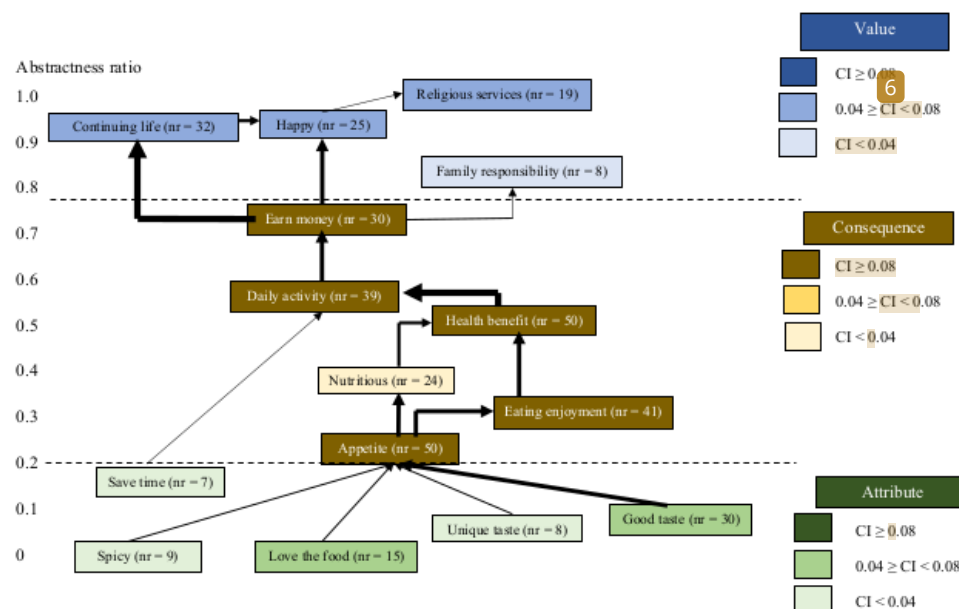 Value
Abstractness ratio
CI ≥ 0.08
6
1.0
Religious services (nr = 19)
0.04 ≥ CI < 0.08
Continuing life (nr = 32)
Happy (nr = 25)
0.9
CI < 0.04
Family responsibility (nr = 8)
0.8
Earn money (nr = 30)
Consequence
0.7
CI ≥ 0.08
0.6
Daily activity (nr = 39)
0.04 ≥ CI < 0.08
Health benefit (nr = 50)
0.5
CI < 0.04
0.4
Nutritious (nr = 24)
0.3
Eating enjoyment (nr = 41)
Appetite (nr = 50)
0.2
Save time (nr = 7)
Attribute
0.1
Good taste (nr = 30)
Unique taste (nr = 8)
CI ≥ 0.08
0
Spicy (nr = 9)
Love the food (nr = 15)
0.04 ≥ CI < 0.08
CI < 0.04